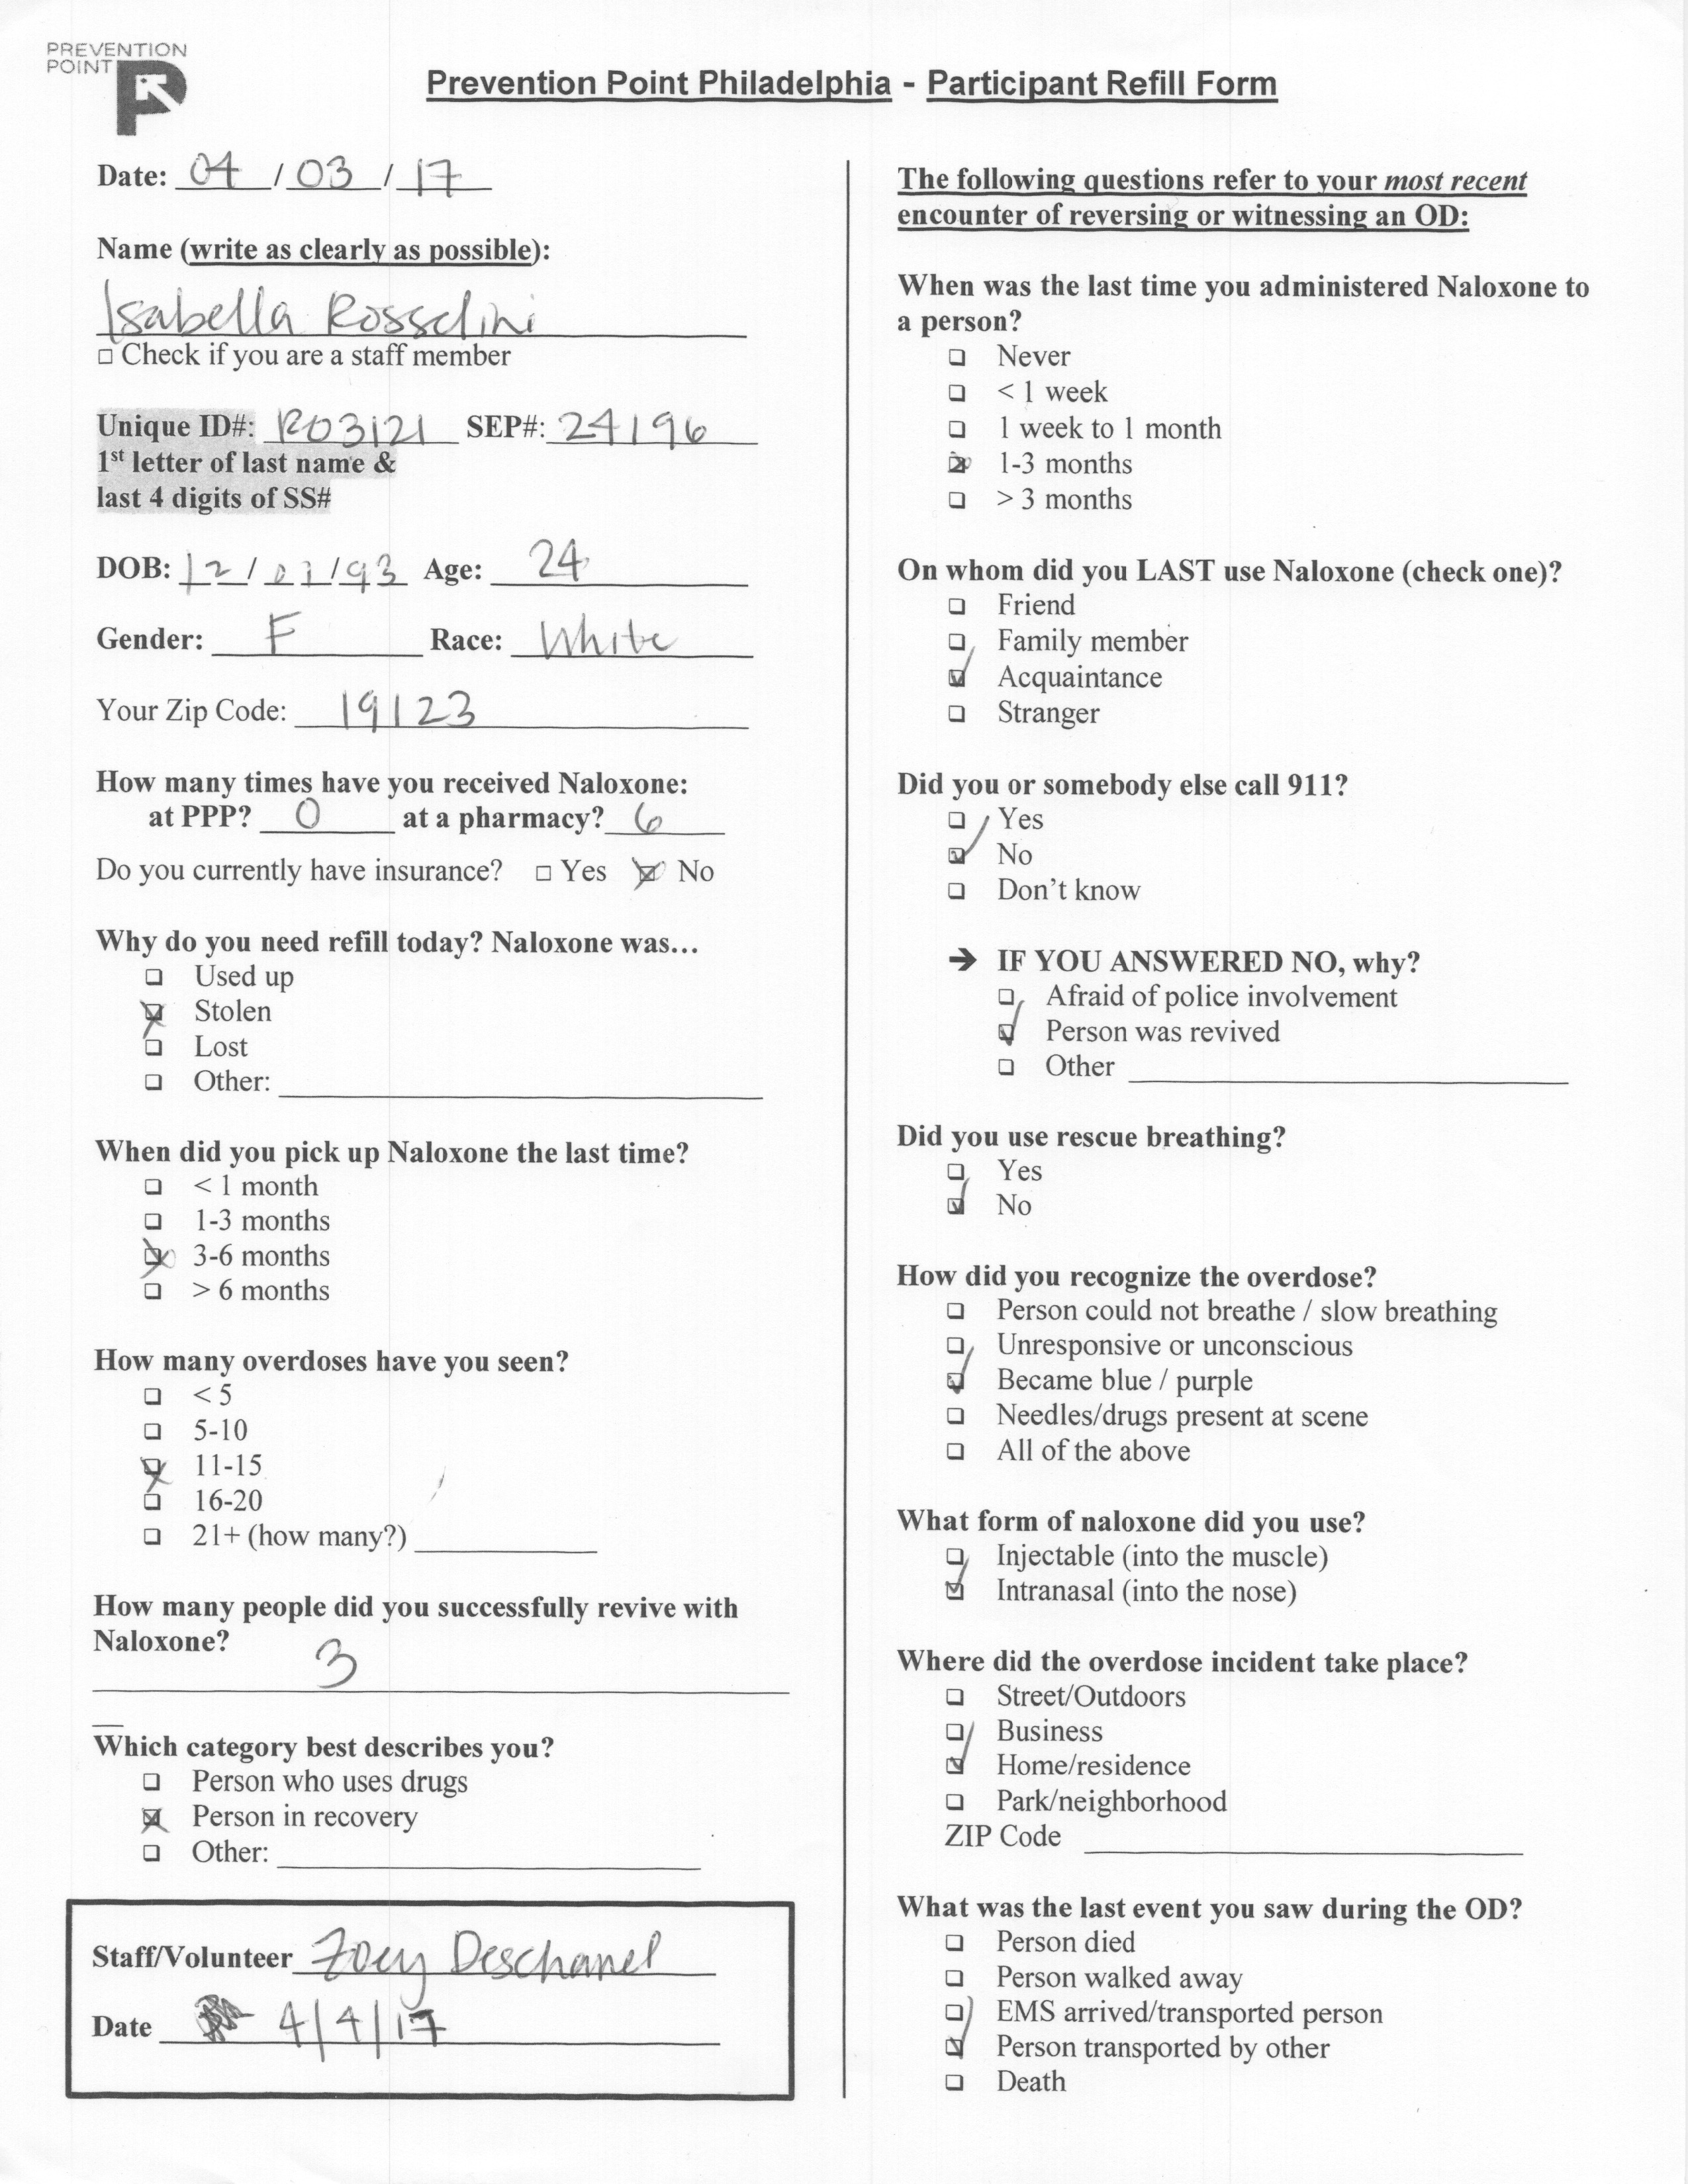 PREVENTION
POINT
Prevention Point Philadelphia - Participant Refill Form
Date: 04 / 03 / 17
Name (write as clearly as possible):
Isabella Rosselini
□ Check if you are a staff member
Unique ID#: R03121 SEP#: 24196
1st letter of last name &
last 4 digits of SS#
DOB: 12 / 01 / 93 Age: 24
Gender: F Race: White
Your Zip Code: 19123
How many times have you received Naloxone:
at PPP? 0 at a pharmacy? 6
Do you currently have insurance? □ Yes ☒ No
Why do you need refill today? Naloxone was...
❑ Used up
☒ Stolen
❑ Lost
❑ Other:
When did you pick up Naloxone the last time?
❑ < 1 month
❑ 1-3 months
☒ 3-6 months
❑ > 6 months
How many overdoses have you seen?
❑ < 5
❑ 5-10
☒ 11-15
❑ 16-20
❑ 21+ (how many?)
How many people did you successfully revive with
Naloxone?
3
Which category best describes you?
❑ Person who uses drugs
☒ Person in recovery
❑ Other:
Staff/Volunteer Zoey Deschanel
Date 4/4/17
The following questions refer to your most recent
encounter of reversing or witnessing an OD:
When was the last time you administered Naloxone to
a person?
❑ Never
❑ < 1 week
❑ 1 week to 1 month
☒ 1-3 months
❑ > 3 months
On whom did you LAST use Naloxone (check one)?
❑ Friend
❑ Family member
☑ Acquaintance
❑ Stranger
Did you or somebody else call 911?
❑ Yes
☑ No
❑ Don't know
➔ IF YOU ANSWERED NO, why?
❑ Afraid of police involvement
☑ Person was revived
❑ Other
Did you use rescue breathing?
❑ Yes
☑ No
How did you recognize the overdose?
❑ Person could not breathe / slow breathing
❑ Unresponsive or unconscious
☑ Became blue / purple
❑ Needles/drugs present at scene
❑ All of the above
What form of naloxone did you use?
❑ Injectable (into the muscle)
☑ Intranasal (into the nose)
Where did the overdose incident take place?
❑ Street/Outdoors
❑ Business
☑ Home/residence
❑ Park/neighborhood
ZIP Code
What was the last event you saw during the OD?
❑ Person died
❑ Person walked away
❑ EMS arrived/transported person
☑ Person transported by other
❑ Death